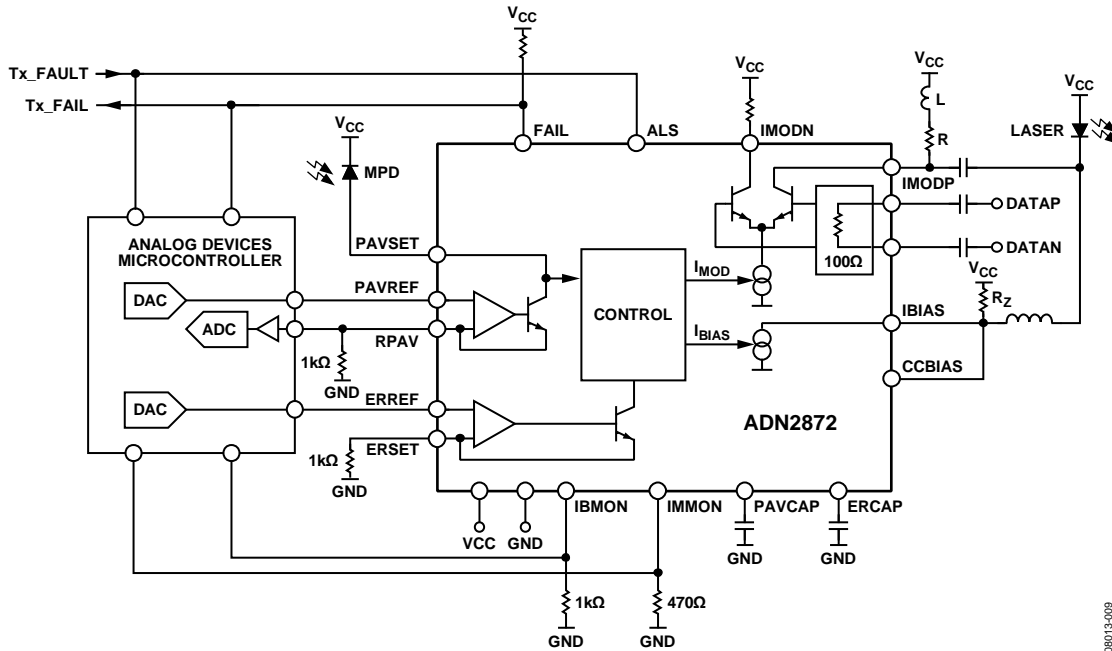 VCC
Tx_FAULT
Tx_FAIL
VCC
VCC
VCC
L
R
LASER
VCC
MPD
FAIL
ALS
IMODN
IMODP
DATAP
DATAN
100Ω
ANALOG DEVICES
MICROCONTROLLER
PAVSET
DAC
PAVREF
ADC
RPAV
1kΩ
GND
CONTROL
IMOD
IBIAS
VCC
RZ
IBIAS
CCBIAS
DAC
ERREF
ERSET
1kΩ
GND
ADN2872
VCC
GND
IBMON
IMMON
PAVCAP
ERCAP
GND
GND
1kΩ
470Ω
GND
GND
08013-009